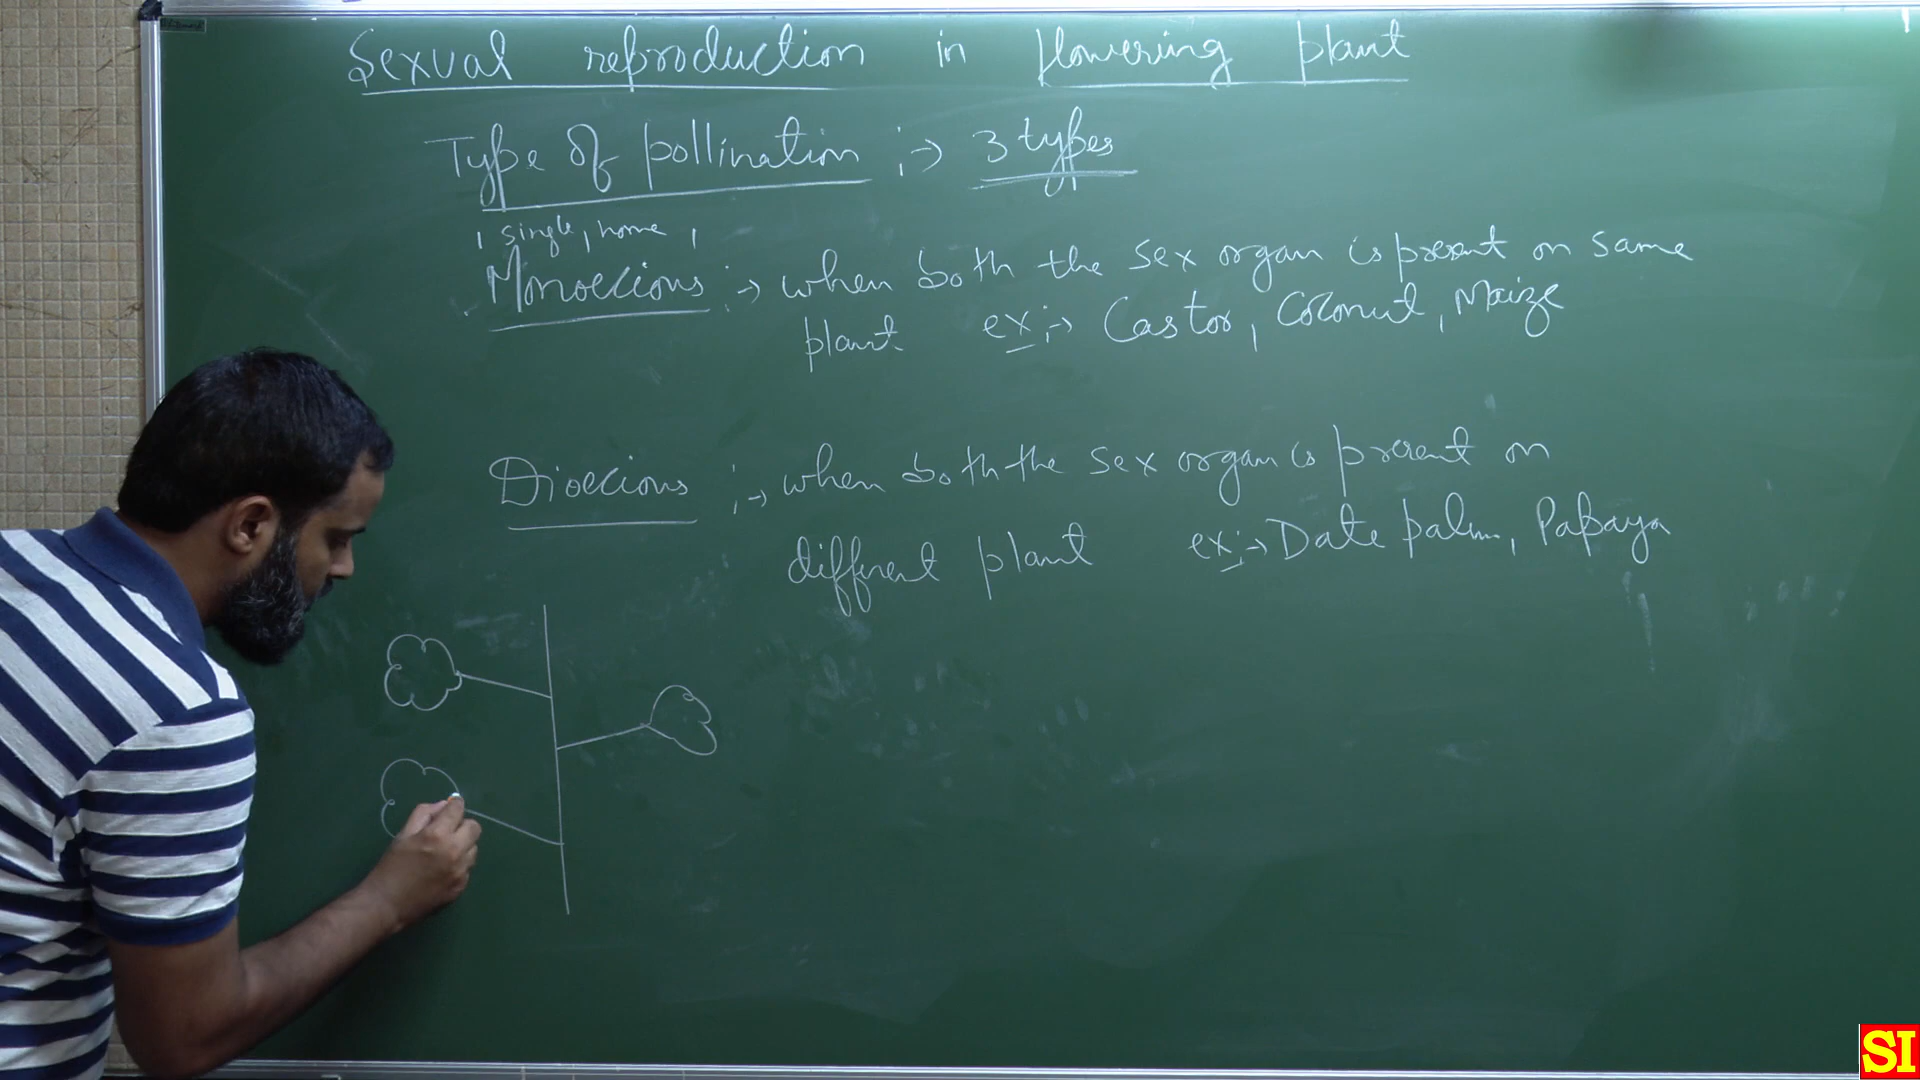 Sexual reproduction in flowering plant
Type of pollination :-> 3 types
single, home
Monoecious :-> when both the sex organ is present on same
plant ex :-> Castor, Coconut, Maize
Dioecious :-> when both the sex organ is present on
different plant ex :-> Date palm, Papaya
SI